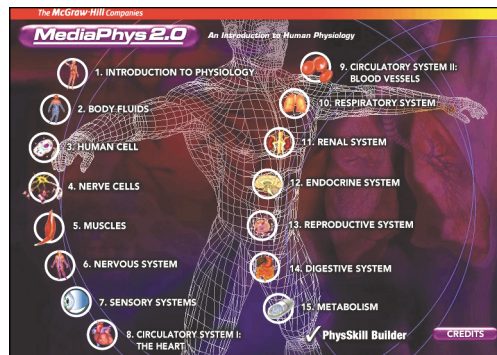 The McGraw-Hill Companies
MediaPhys 2.0
An Introduction to Human Physiology
1. INTRODUCTION TO PHYSIOLOGY
2. BODY FLUIDS
3. HUMAN CELL
4. NERVE CELLS
5. MUSCLES
6. NERVOUS SYSTEM
7. SENSORY SYSTEMS
8. CIRCULATORY SYSTEM I:
THE HEART
9. CIRCULATORY SYSTEM II:
BLOOD VESSELS
10. RESPIRATORY SYSTEM
11. RENAL SYSTEM
12. ENDOCRINE SYSTEM
13. REPRODUCTIVE SYSTEM
14. DIGESTIVE SYSTEM
15. METABOLISM
PhysSkill Builder
CREDITS